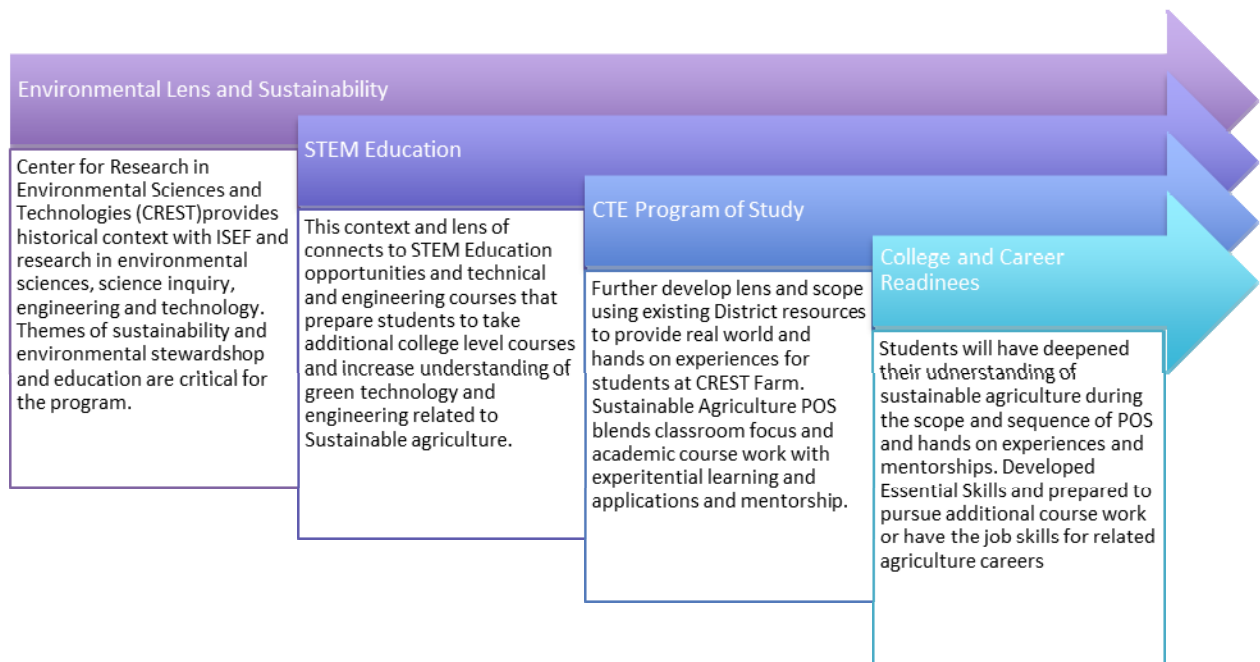 Environmental Lens and Sustainability
Center for Research in
Environmental Sciences and
Technologies (CREST)provides
historical context with ISEF and
research in environmental
sciences, science inquiry,
engineering and technology.
Themes of sustainability and
environmental stewardshop
and education are critical for
the program.
STEM Education
This context and lens of
connects to STEM Education
opportunities and technical
and engineering courses that
prepare students to take
additional college level courses
and increase understanding of
green technology and
engineering related to
Sustainable agriculture.
CTE Program of Study
Further develop lens and scope
using existing District resources
to provide real world and
hands on experiences for
students at CREST Farm.
Sustainable Agriculture POS
blends classroom focus and
academic course work with
experitential learning and
applications and mentorship.
College and Career
Readinees
Students will have deepened
their udnerstanding of
sustainable agriculture during
the scope and sequence of POS
and hands on experiences and
mentorships. Developed
Essential Skills and prepared to
pursue additional course work
or have the job skills for related
agriculture careers